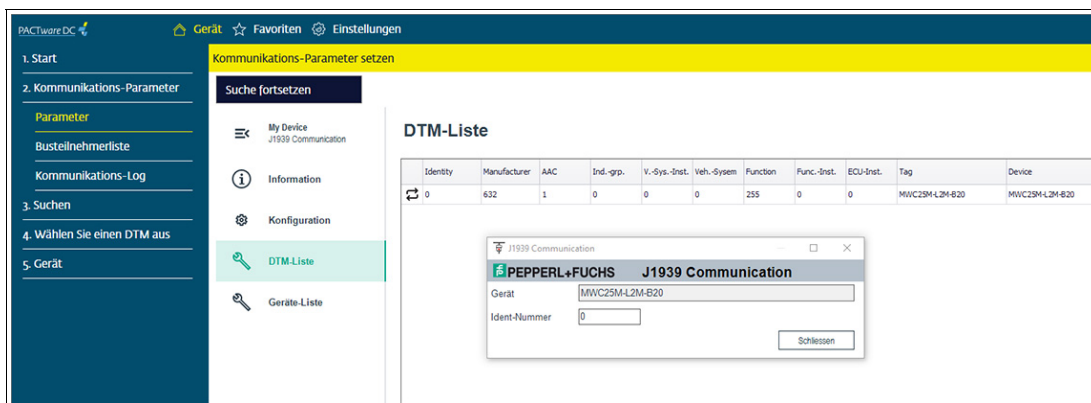 PACTware DC
Gerät Favoriten Einstellungen
1. Start
2. Kommunikations-Parameter
Parameter
Busteilnehmerliste
Kommunikations-Log
3. Suchen
4. Wählen Sie einen DTM aus
5. Gerät
Kommunikations-Parameter setzen
Suche fortsetzen
My Device
J1939 Communication
Information
Konfiguration
DTM-Liste
Geräte-Liste
DTM-Liste
Identity Manufacturer AAC Ind.-grp. V.-Sys.-Inst. Veh.-Sysem Function Func.-Inst. ECU-Inst. Tag Device
0 632 1 0 0 0 255 0 0 MWC25M-L2M-B20 MWC25M-L2M-B20
J1939 Communication
PEPPERL+FUCHS J1939 Communication
Gerät MWC25M-L2M-B20
Ident-Nummer 0
Schliessen